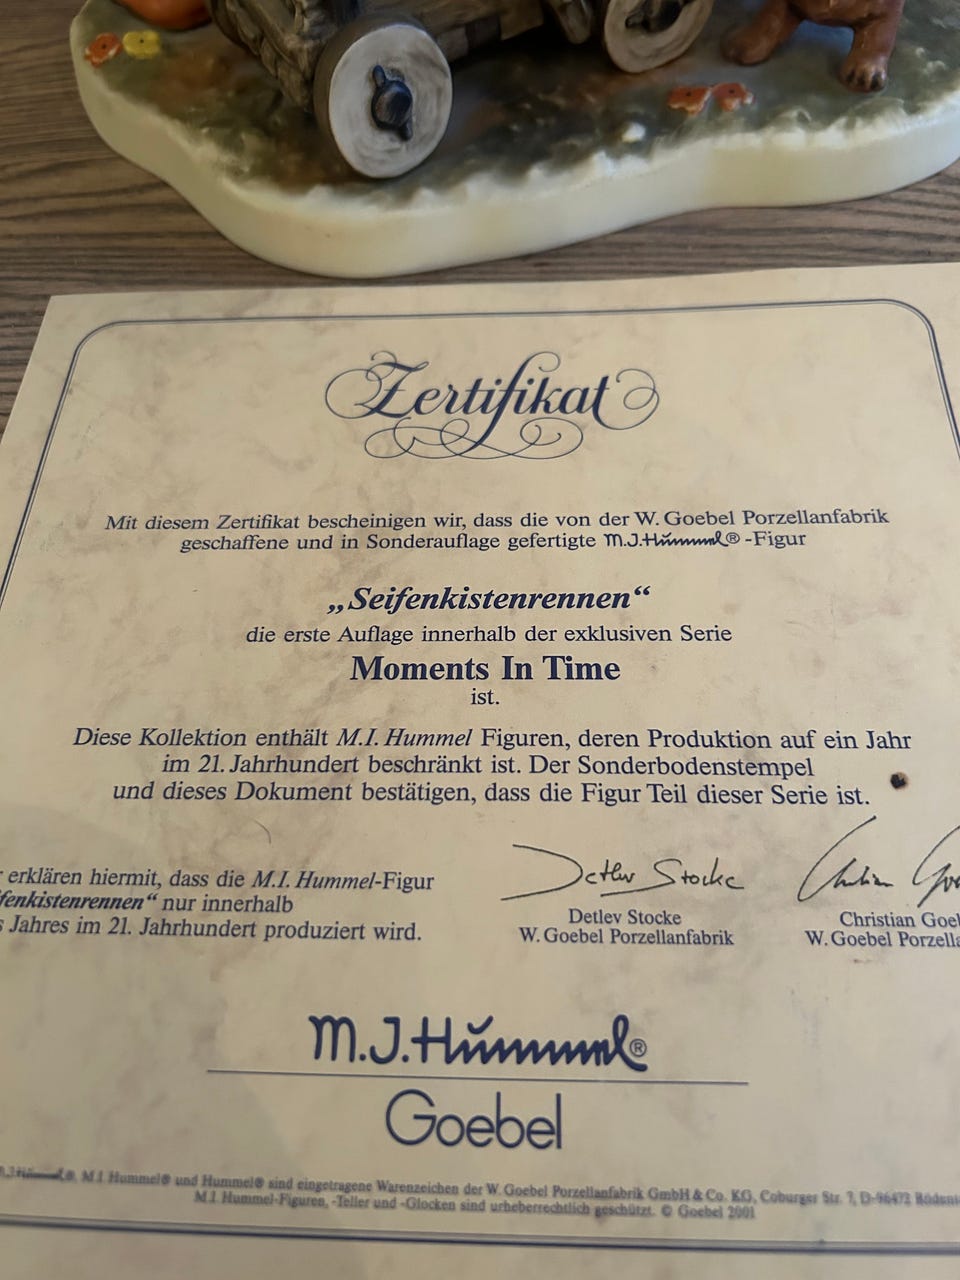 Zertifikat
Mit diesem Zertifikat bescheinigen wir, dass die von der W. Goebel Porzellanfabrik
geschaffene und in Sonderauflage gefertigte M.J.Hummel® -Figur
„Seifenkistenrennen“
die erste Auflage innerhalb der exklusiven Serie
Moments In Time
ist.
Diese Kollektion enthält M.I. Hummel Figuren, deren Produktion auf ein Jahr
im 21. Jahrhundert beschränkt ist. Der Sonderbodenstempel
und dieses Dokument bestätigen, dass die Figur Teil dieser Serie ist.
erklären hiermit, dass die M.I. Hummel-Figur
fenkistenrennen“ nur innerhalb
s Jahres im 21. Jahrhundert produziert wird.
Detlev Stocke
Detlev Stocke
W. Goebel Porzellanfabrik
Christian Goe
Christian Goebel
W. Goebel Porzella
M.J.Hummel®
Goebel
M.J.Hummel®, M.I. Hummel® und Hummel® sind eingetragene Warenzeichen der W. Goebel Porzellanfabrik GmbH & Co. KG, Coburger Str. 7, D-96472 Rödent
M.I. Hummel-Figuren, -Teller und -Glocken sind urheberrechtlich geschützt. © Goebel 2001